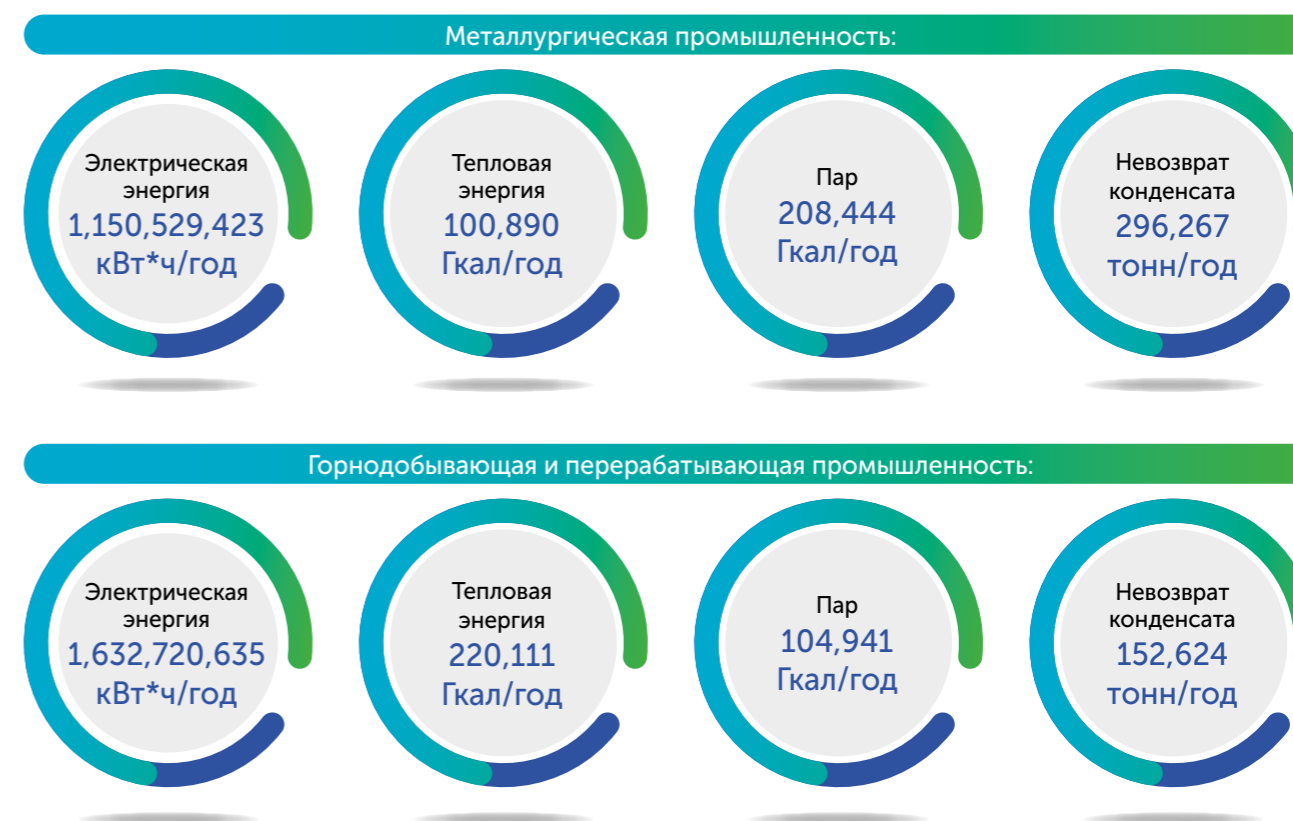 Металлургическая промышленность:
Электрическая
энергия
1,150,529,423
кВт*ч/год
Тепловая
энергия
100,890
Гкал/год
Пар
208,444
Гкал/год
Невозврат
конденсата
296,267
тонн/год
Горнодобывающая и перерабатывающая промышленность:
Электрическая
энергия
1,632,720,635
кВт*ч/год
Тепловая
энергия
220,111
Гкал/год
Пар
104,941
Гкал/год
Невозврат
конденсата
152,624
тонн/год